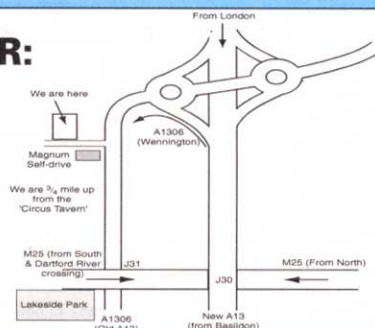 From London
R:
We are here
A1306
(Wennington)
Magnum
Self-drive
We are 3/4 mile up
from the
'Circus Tavern'
M25 (from South
& Dartford River
crossing)
J31
M25 (From North)
J30
Lakeside Park
A1306
(Old A13)
New A13
(from Basildon)